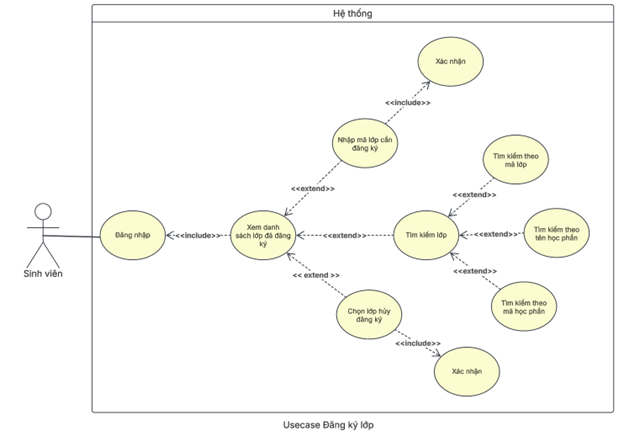 Hệ thống
Xác nhận
<<include>>
Nhập mã lớp cần
đăng ký
Tìm kiếm theo
mã lớp
<<extend>>
<<extend>>
Sinh viên
Đăng nhập
<<include>>
Xem danh
sách lớp đã đăng
ký
<<extend>>
Tìm kiếm lớp
<<extend>>
Tìm kiếm theo
tên học phần
<< extend >>
<<extend>>
Chọn lớp hủy
đăng ký
Tìm kiếm theo
mã học phần
<<include>>
Xác nhận
Usecase Đăng ký lớp